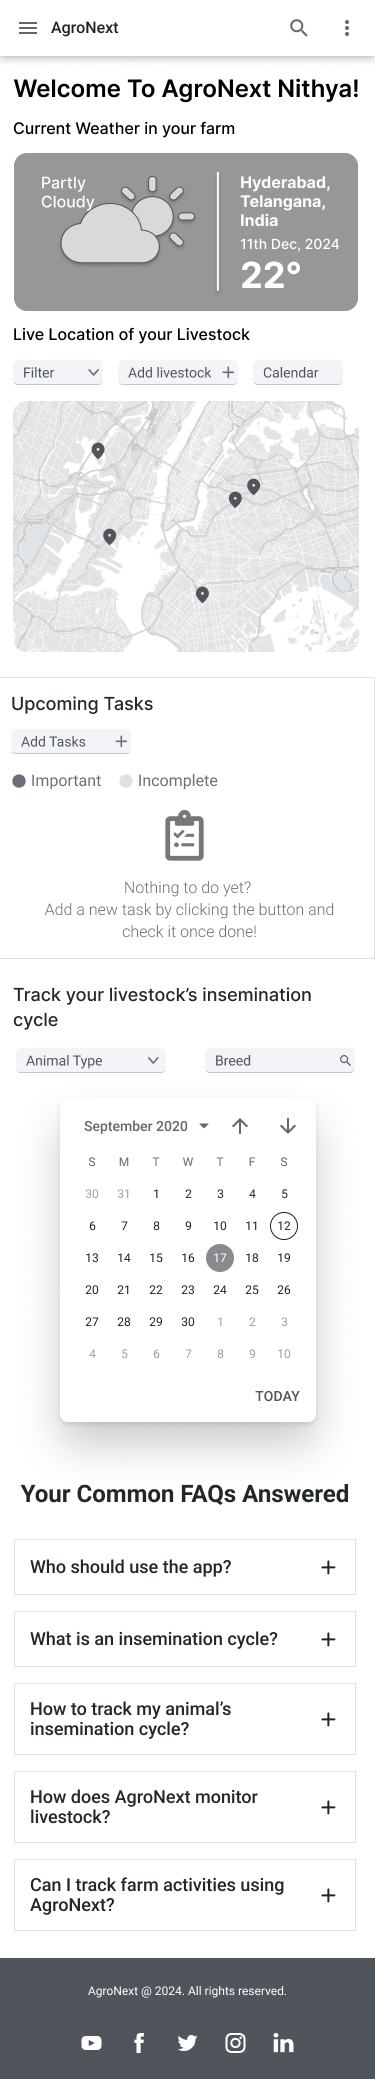 AgroNext
Welcome To AgroNext Nithya!
Current Weather in your farm
Partly
Cloudy
Hyderabad,
Telangana,
India
11th Dec, 2024
22°
Live Location of your Livestock
Filter
Add livestock +
Calendar
Upcoming Tasks
Add Tasks +
Important Incomplete
Nothing to do yet?
Add a new task by clicking the button and
check it once done!
Track your livestock's insemination
cycle
Animal Type
Breed
September 2020
S M T W T F S
30 31 1 2 3 4 5
6 7 8 9 10 11 12
13 14 15 16 17 18 19
20 21 22 23 24 25 26
27 28 29 30 1 2 3
4 5 6 7 8 9 10
TODAY
Your Common FAQs Answered
Who should use the app? +
What is an insemination cycle? +
How to track my animal's
insemination cycle? +
How does AgroNext monitor
livestock? +
Can I track farm activities using
AgroNext? +
AgroNext @ 2024. All rights reserved.